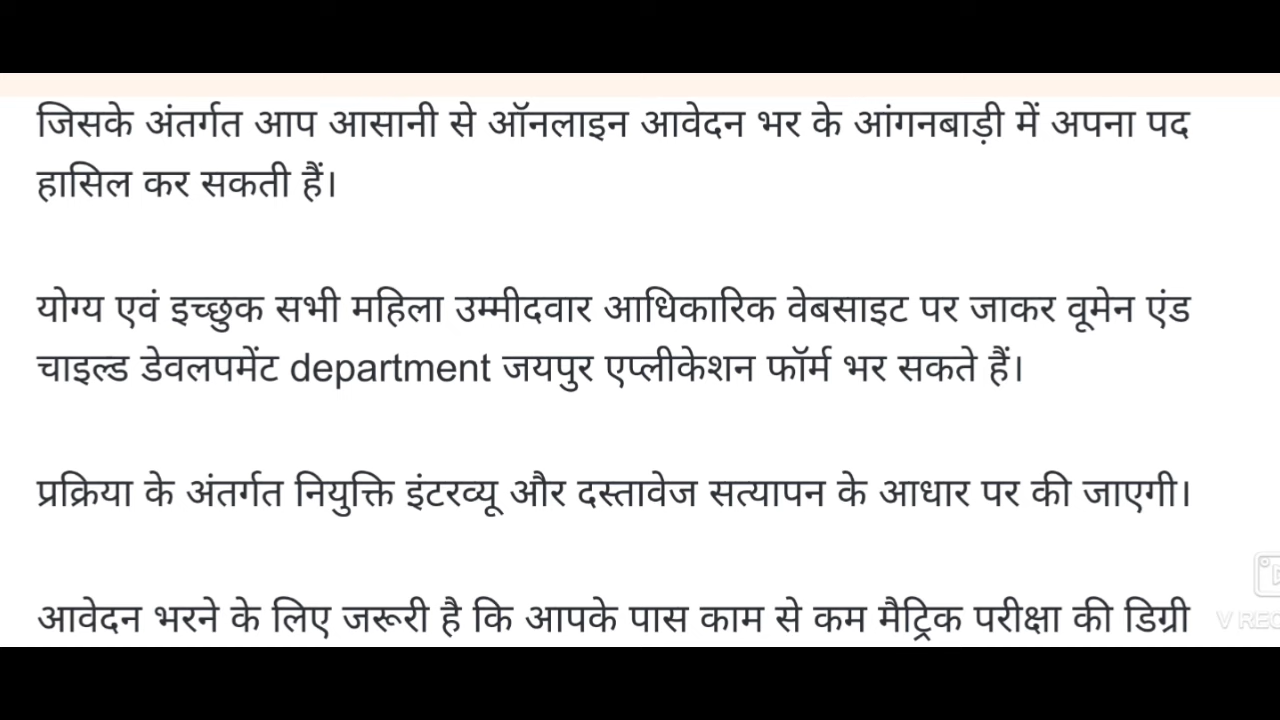 जिसके अंतर्गत आप आसानी से ऑनलाइन आवेदन भर के आंगनबाड़ी में अपना पद
हासिल कर सकती हैं।
योग्य एवं इच्छुक सभी महिला उम्मीदवार आधिकारिक वेबसाइट पर जाकर वूमेन एंड
चाइल्ड डेवलपमेंट department जयपुर एप्लीकेशन फॉर्म भर सकते हैं।
प्रक्रिया के अंतर्गत नियुक्ति इंटरव्यू और दस्तावेज सत्यापन के आधार पर की जाएगी।
आवेदन भरने के लिए जरूरी है कि आपके पास काम से कम मैट्रिक परीक्षा की डिग्री